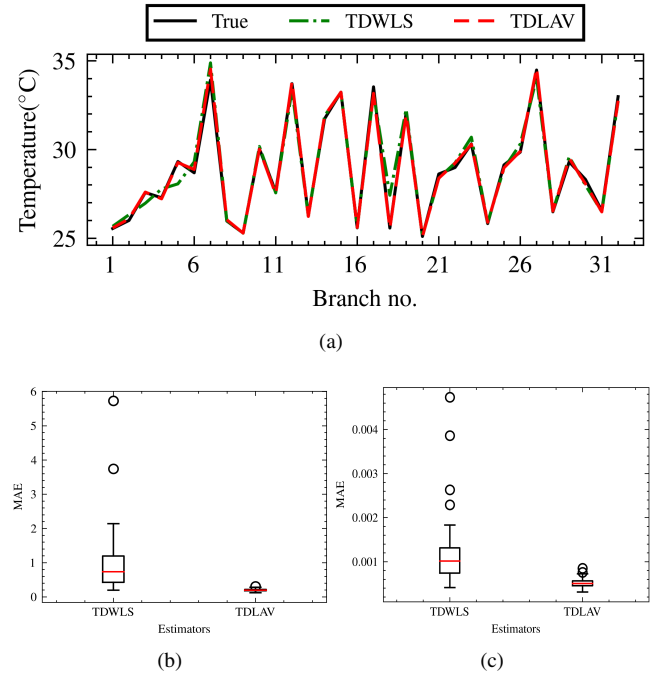 True TDWLS TDLAV
35
30
25
Temperature(°C)
1 6 11 16 21 26 31
Branch no.
(a)
6
5
4
3
2
1
0
MAE
TDWLS TDLAV
Estimators
(b)
0.004
0.003
0.002
0.001
MAE
TDWLS TDLAV
Estimators
(c)